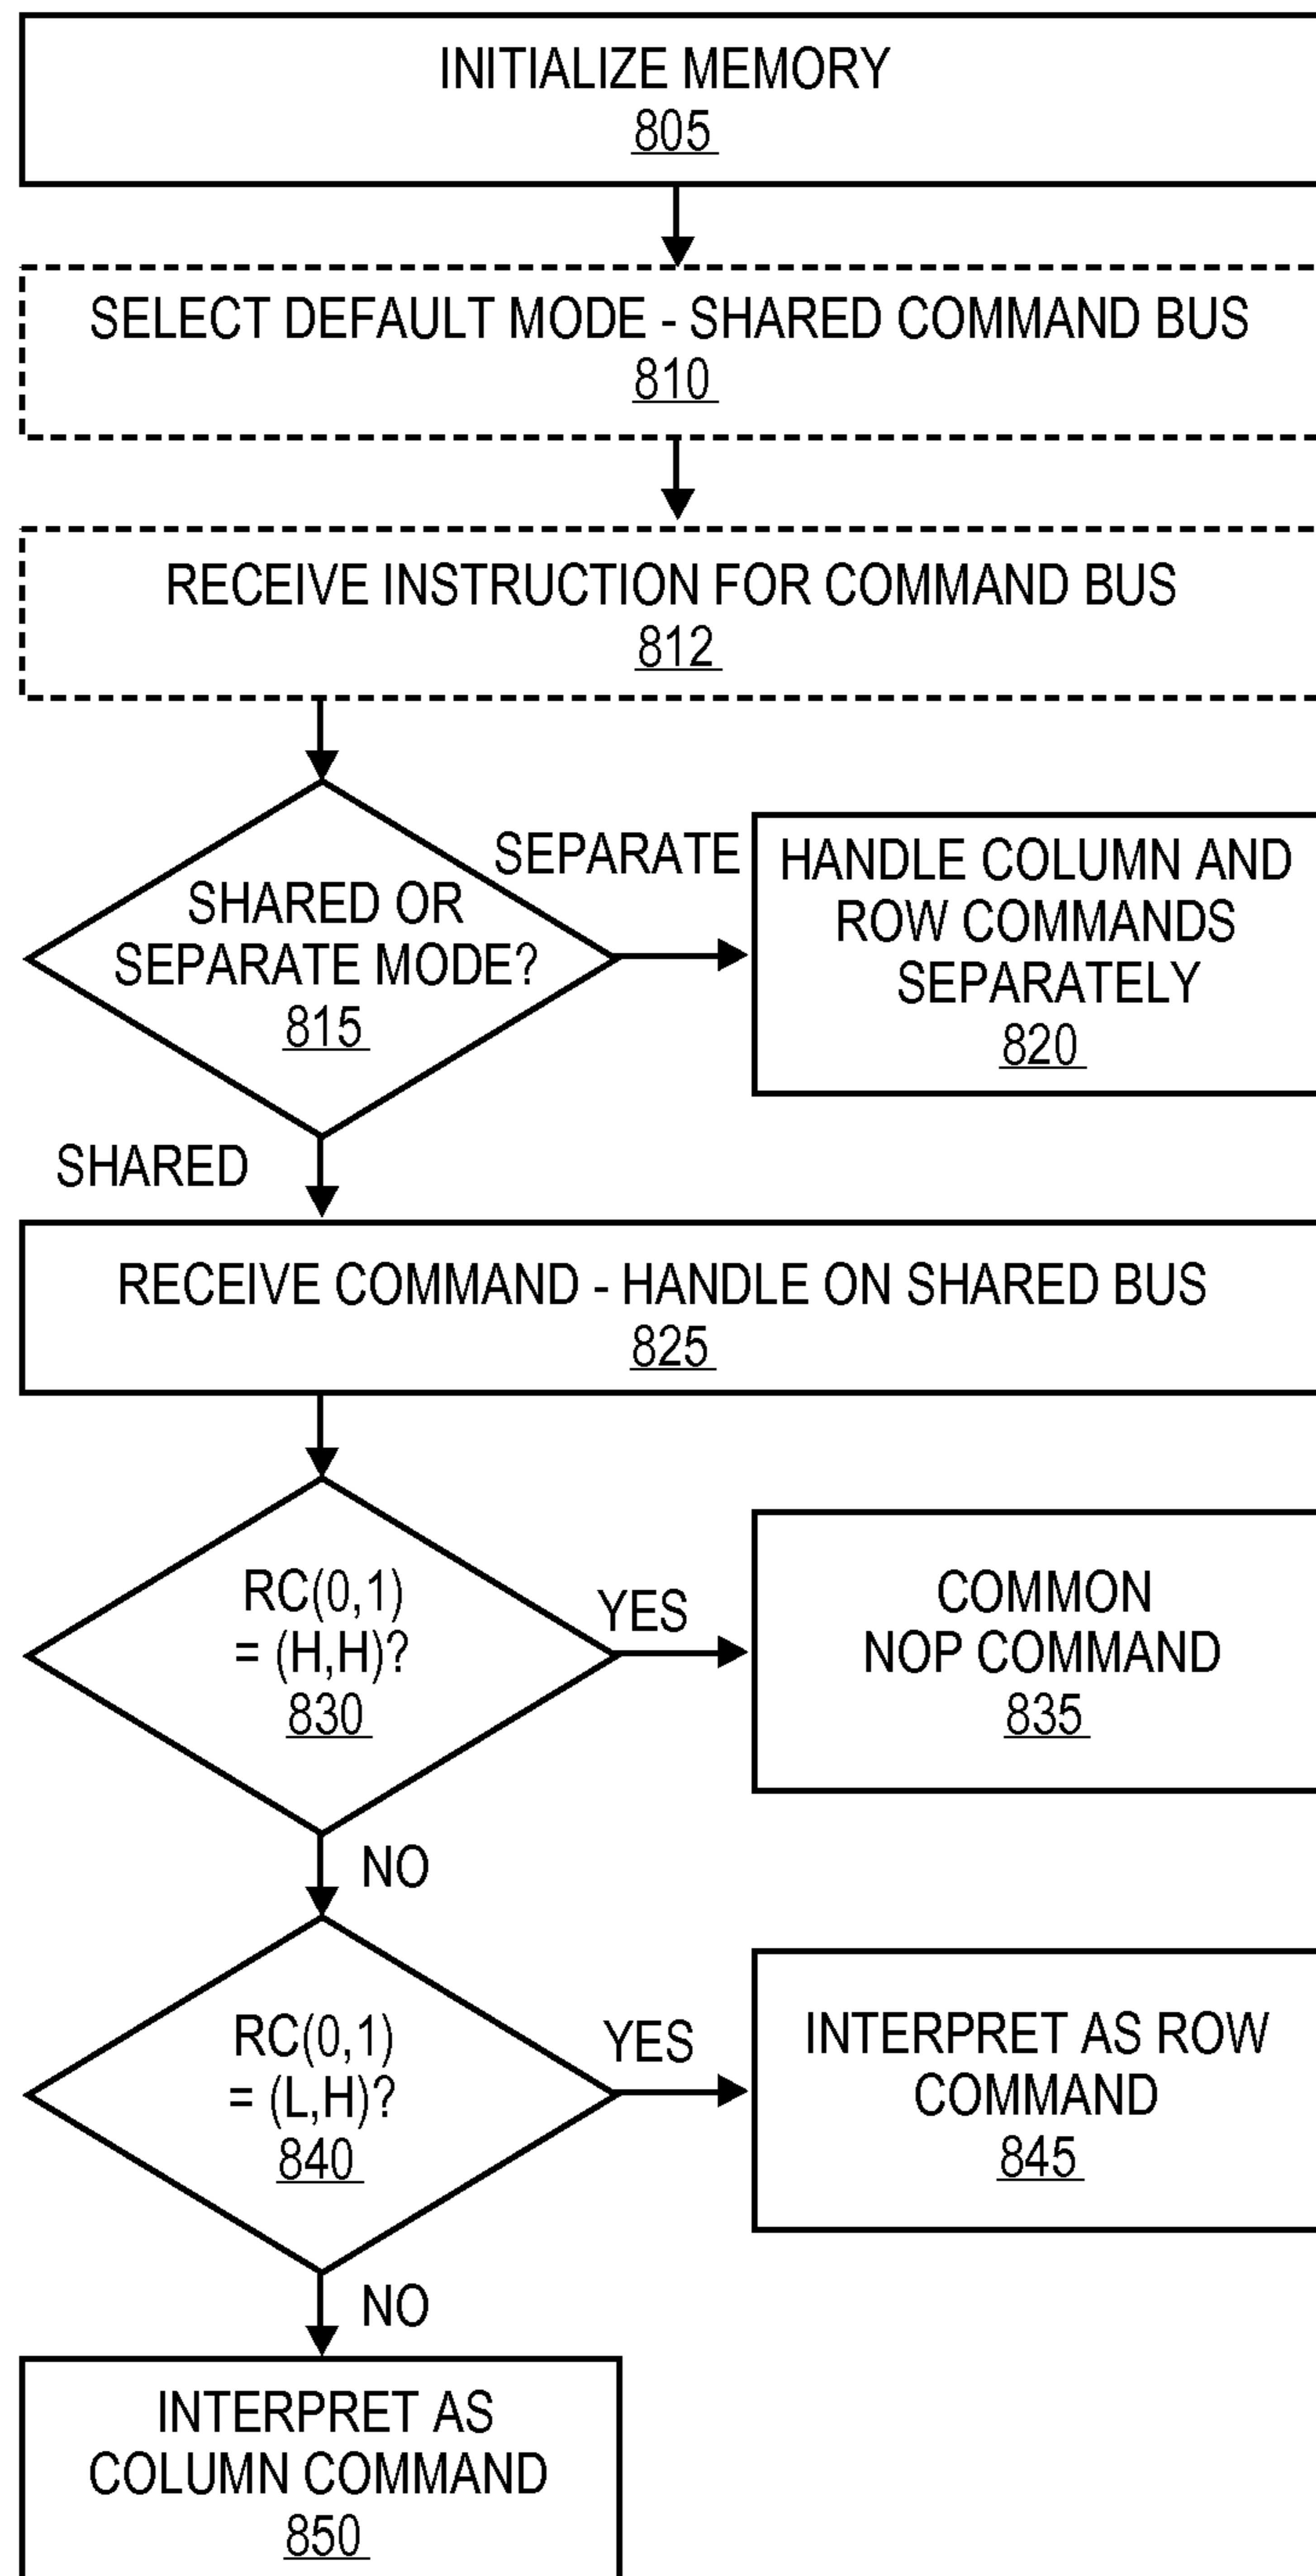 INITIALIZE MEMORY
805
SELECT DEFAULT MODE - SHARED COMMAND BUS
810
RECEIVE INSTRUCTION FOR COMMAND BUS
812
SHARED OR
SEPARATE MODE?
815
SEPARATE
HANDLE COLUMN AND
ROW COMMANDS
SEPARATELY
820
SHARED
RECEIVE COMMAND - HANDLE ON SHARED BUS
825
RC(0,1)
= (H,H)?
830
YES
COMMON
NOP COMMAND
835
NO
RC(0,1)
= (L,H)?
840
YES
INTERPRET AS ROW
COMMAND
845
NO
INTERPRET AS
COLUMN COMMAND
850